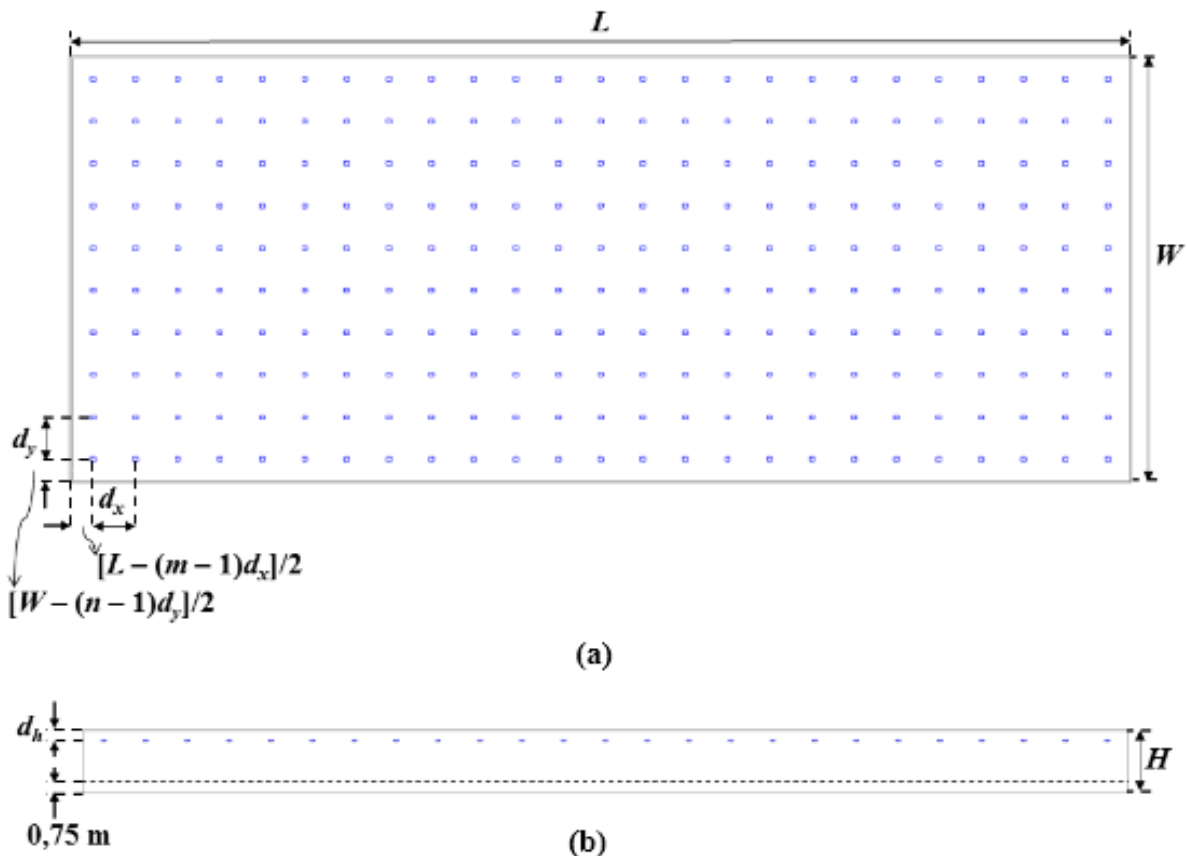 L
W
d_y
d_x
[L – (m – 1)d_x]/2
[W – (n – 1)d_y]/2
(a)
d_h
H
0,75 m
(b)